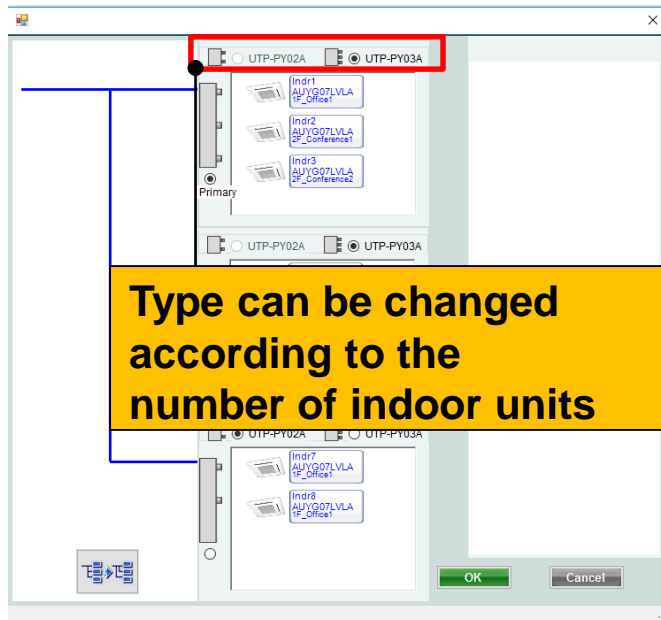 UTP-PY02A UTP-PY03A
Indr1
AUYG07LVLA
1F_Office1
Indr2
AUYG07LVLA
2F_Conference1
Indr3
AUYG07LVLA
2F_Conference2
Primary
UTP-PY02A UTP-PY03A
Type can be changed
according to the
number of indoor units
UTP-PY02A UTP-PY03A
Indr7
AUYG07LVLA
1F_Office1
Indr8
AUYG07LVLA
1F_Office1
OK Cancel